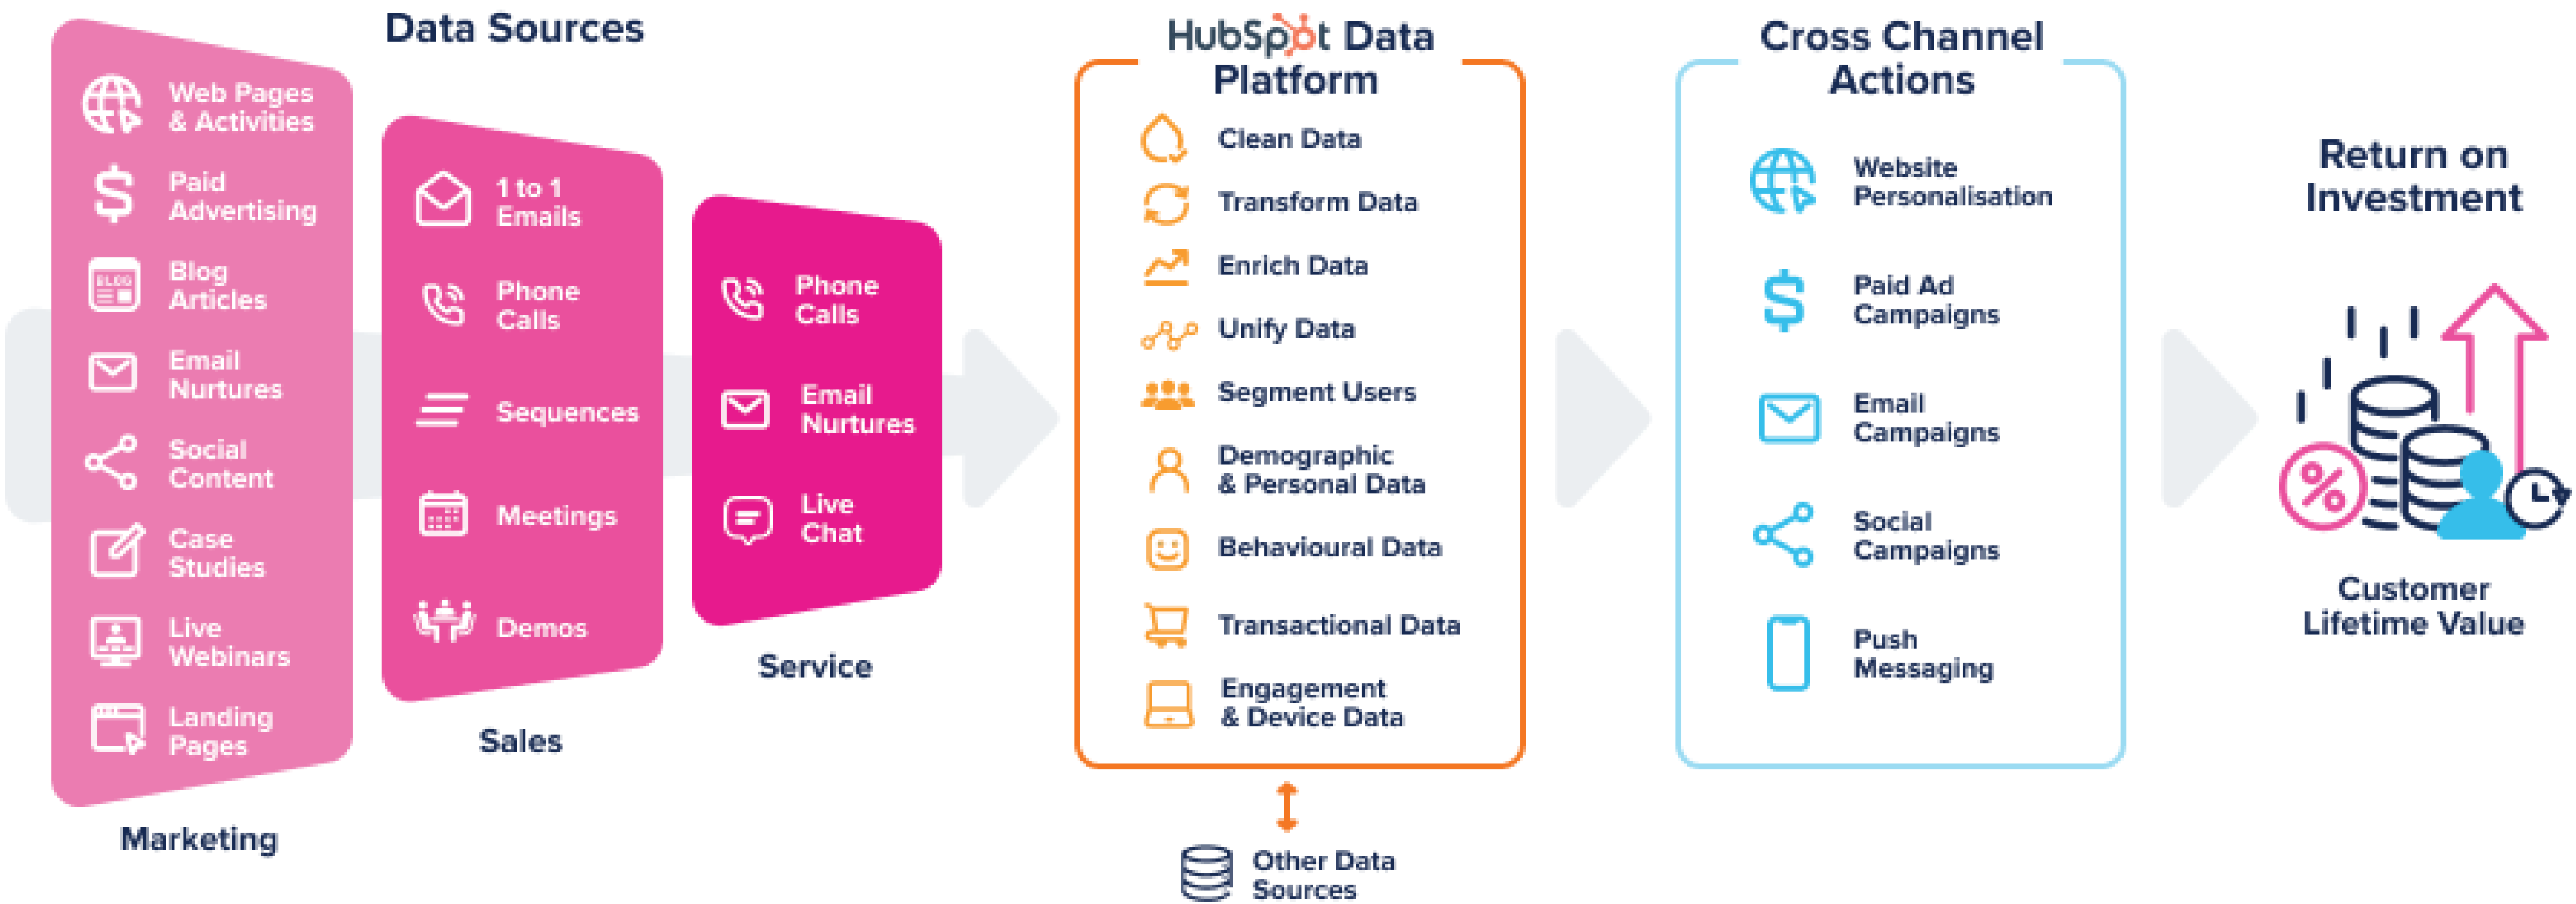 Data Sources
Web Pages
& Activities
Paid
Advertising
BLOG
Blog
Articles
Email
Nurtures
Social
Content
Case
Studies
Live
Webinars
Landing
Pages
Marketing
1 to 1
Emails
Phone
Calls
Sequences
Meetings
Demos
Sales
Phone
Calls
Email
Nurtures
Live
Chat
Service
HubSpot Data
Platform
Clean Data
Transform Data
Enrich Data
Unify Data
Segment Users
Demographic
& Personal Data
Behavioural Data
Transactional Data
Engagement
& Device Data
Other Data
Sources
Cross Channel
Actions
Website
Personalisation
Paid Ad
Campaigns
Email
Campaigns
Social
Campaigns
Push
Messaging
Return on
Investment
Customer
Lifetime Value